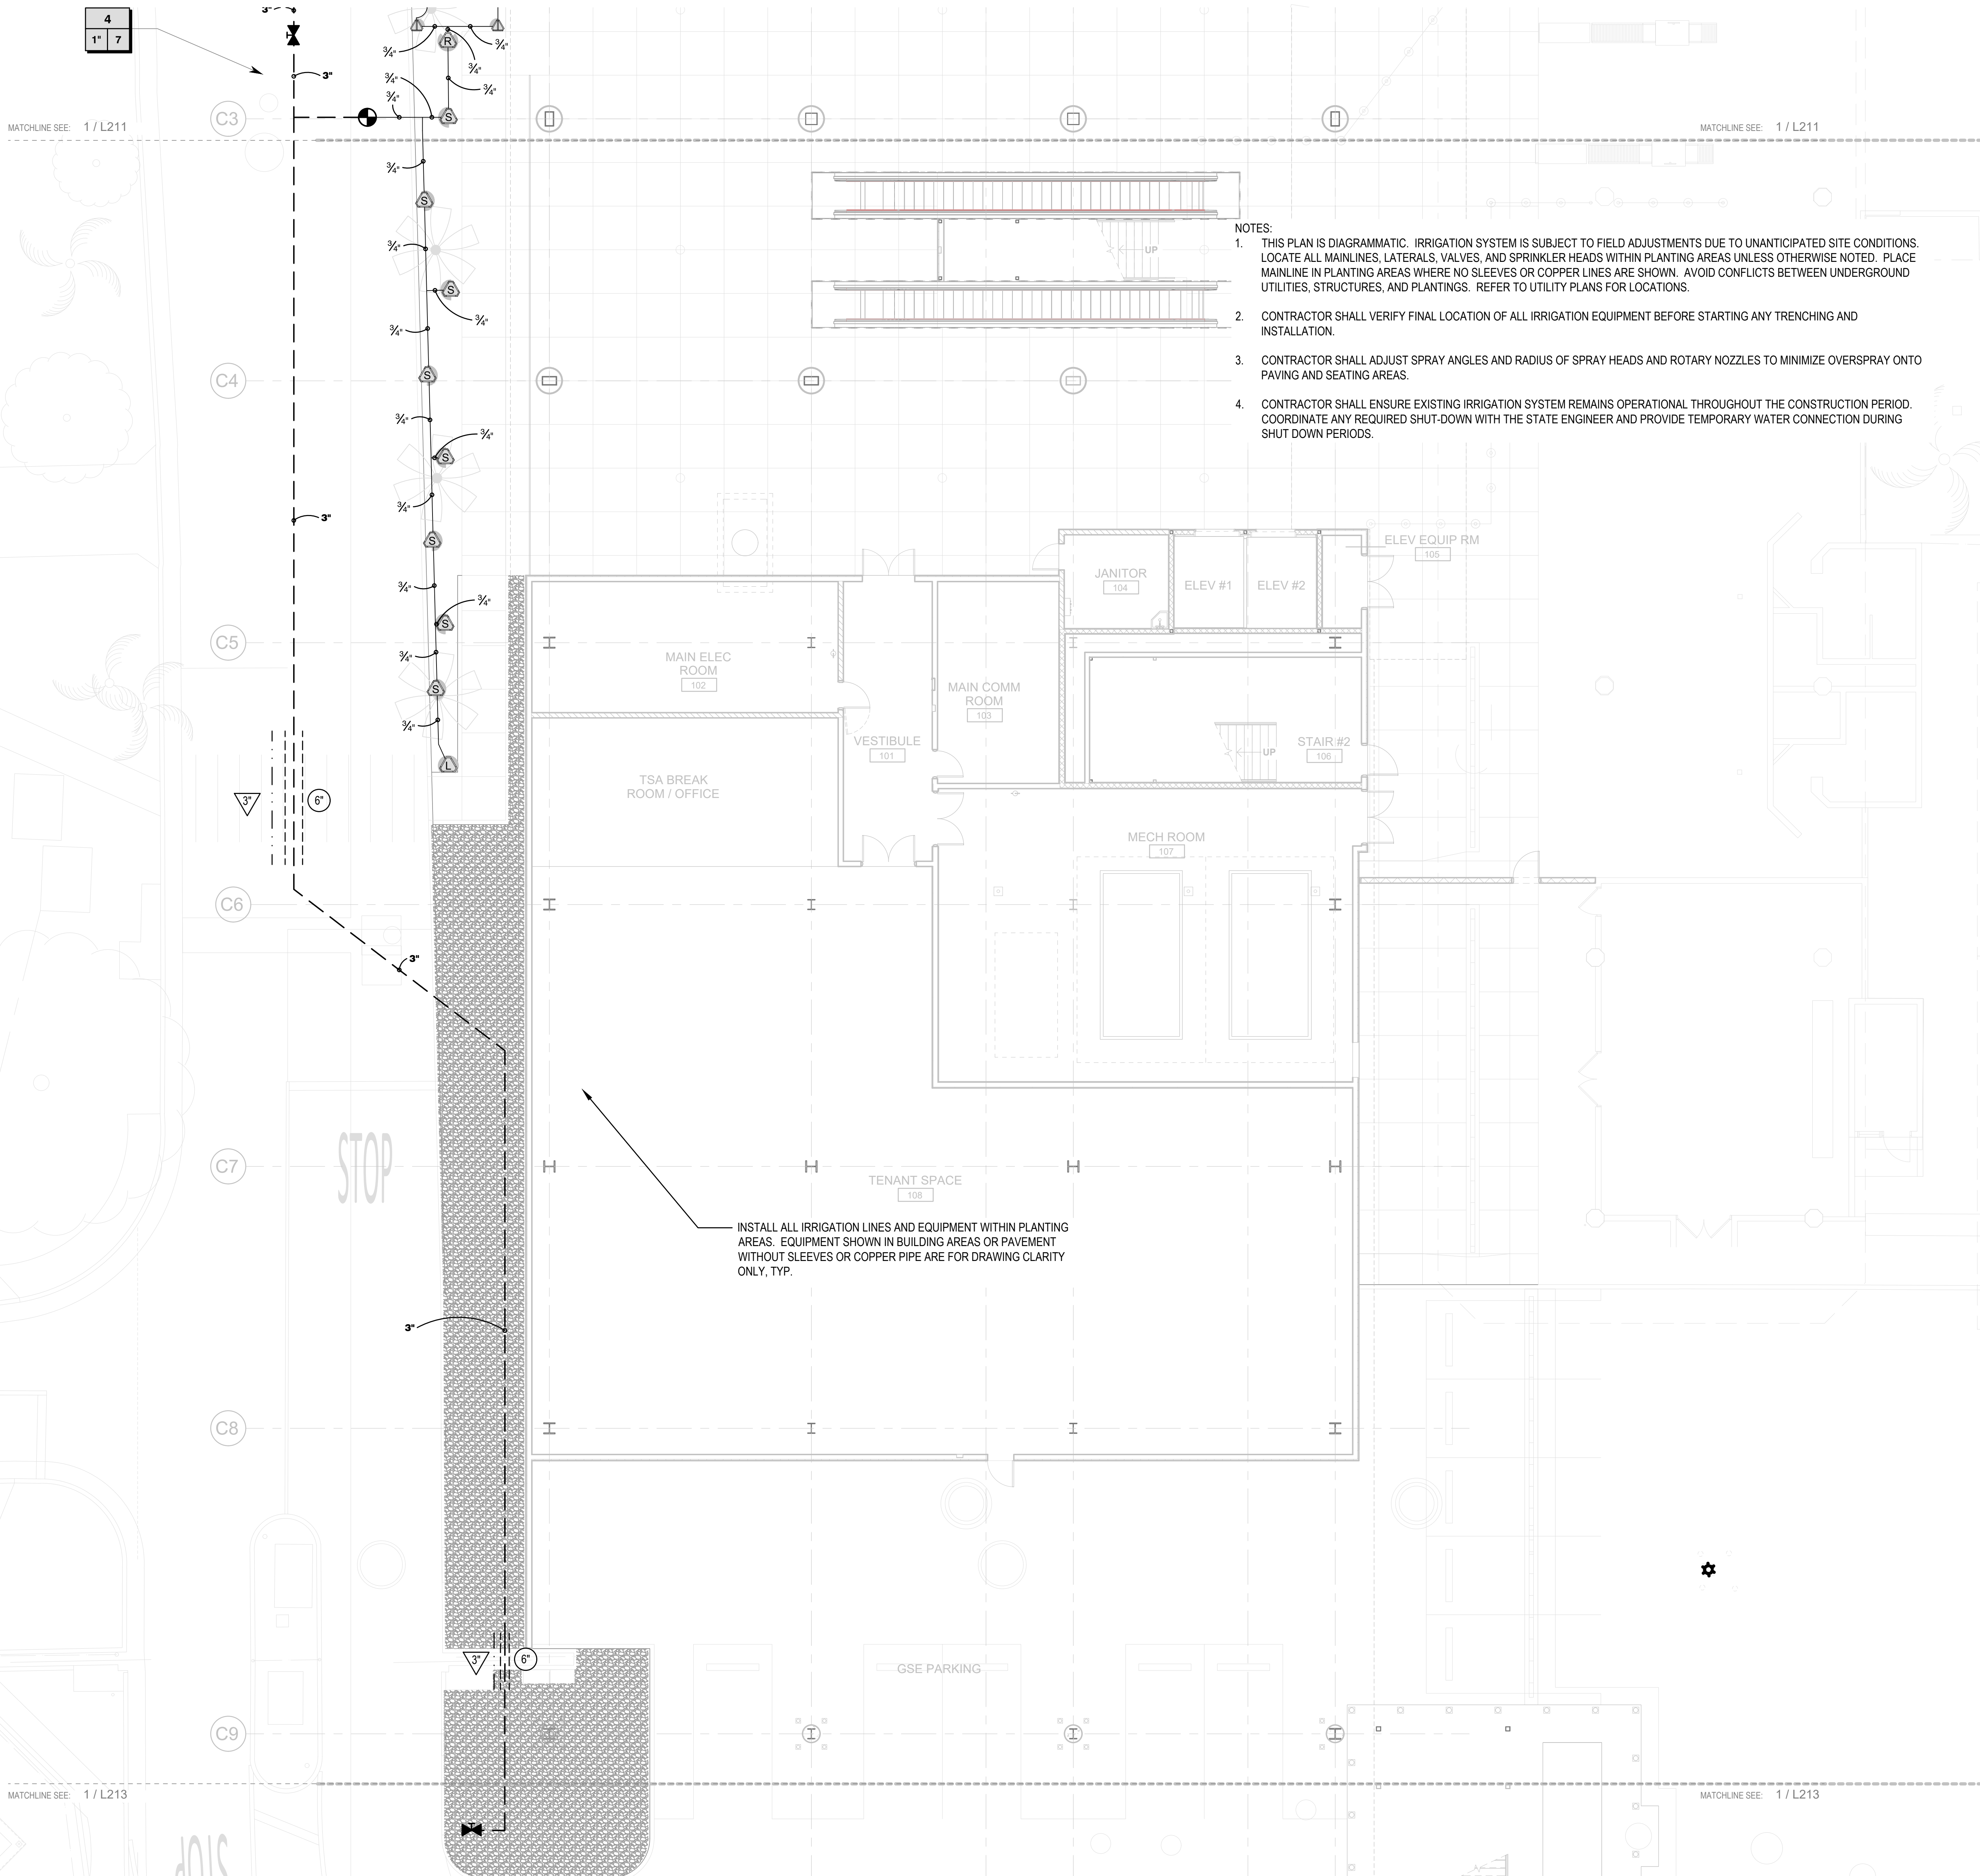 4
1" 7
3"
R
¾"
¾"
¾"
¾"
¾"
¾"
3"
C3
S
MATCHLINE SEE: 1 / L211
MATCHLINE SEE: 1 / L211
¾"
S
UP
NOTES:
1. THIS PLAN IS DIAGRAMMATIC. IRRIGATION SYSTEM IS SUBJECT TO FIELD ADJUSTMENTS DUE TO UNANTICIPATED SITE CONDITIONS.
LOCATE ALL MAINLINES, LATERALS, VALVES, AND SPRINKLER HEADS WITHIN PLANTING AREAS UNLESS OTHERWISE NOTED. PLACE
MAINLINE IN PLANTING AREAS WHERE NO SLEEVES OR COPPER LINES ARE SHOWN. AVOID CONFLICTS BETWEEN UNDERGROUND
UTILITIES, STRUCTURES, AND PLANTINGS. REFER TO UTILITY PLANS FOR LOCATIONS.
2. CONTRACTOR SHALL VERIFY FINAL LOCATION OF ALL IRRIGATION EQUIPMENT BEFORE STARTING ANY TRENCHING AND
INSTALLATION.
3. CONTRACTOR SHALL ADJUST SPRAY ANGLES AND RADIUS OF SPRAY HEADS AND ROTARY NOZZLES TO MINIMIZE OVERSPRAY ONTO
PAVING AND SEATING AREAS.
4. CONTRACTOR SHALL ENSURE EXISTING IRRIGATION SYSTEM REMAINS OPERATIONAL THROUGHOUT THE CONSTRUCTION PERIOD.
COORDINATE ANY REQUIRED SHUT-DOWN WITH THE STATE ENGINEER AND PROVIDE TEMPORARY WATER CONNECTION DURING
SHUT DOWN PERIODS.
¾"
S
¾"
¾"
C4
S
¾"
¾"
S
¾"
3"
S
¾"
¾"
S
C5
¾"
S
¾"
L
3"
6"
ELEV EQUIP RM
105
JANITOR
104
ELEV #1
ELEV #2
MAIN ELEC
ROOM
102
MAIN COMM
ROOM
103
VESTIBULE
101
STAIR #2
106
UP
TSA BREAK
ROOM / OFFICE
MECH ROOM
107
C6
3"
STOP
C7
TENANT SPACE
108
INSTALL ALL IRRIGATION LINES AND EQUIPMENT WITHIN PLANTING
AREAS. EQUIPMENT SHOWN IN BUILDING AREAS OR PAVEMENT
WITHOUT SLEEVES OR COPPER PIPE ARE FOR DRAWING CLARITY
ONLY, TYP.
3"
C8
3"
6"
GSE PARKING
C9
MATCHLINE SEE: 1 / L213
MATCHLINE SEE: 1 / L213
STOP